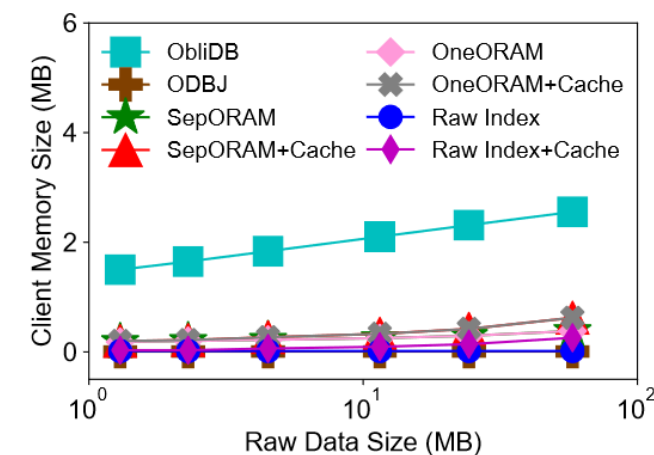 6
4
2
0
Client Memory Size (MB)
ObliDB
ODBJ
SepORAM
SepORAM+Cache
OneORAM
OneORAM+Cache
Raw Index
Raw Index+Cache
10^0
10^1
10^2
Raw Data Size (MB)